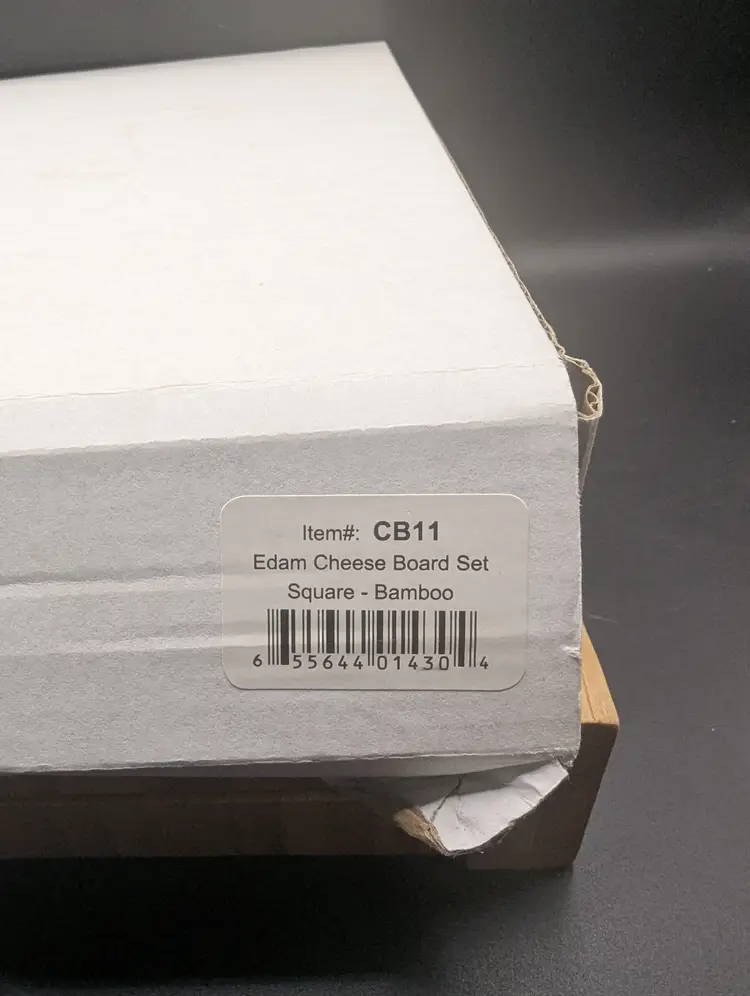 Item#: CB11
Edam Cheese Board Set
Square - Bamboo
6 55644 01430 4